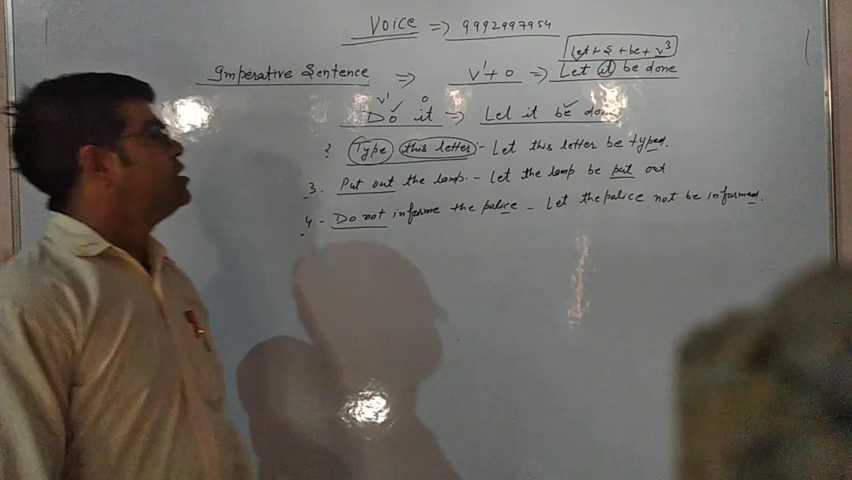 Voice => 9992997954
Let + S + be + V³
Imperative Sentence => V' + O => Let it be done
V' O
Do it => Let it be done
2 Type this letter - Let this letter be typed.
3. Put out the lamp - Let the lamp be put out
4 - Do not informe the police - Let the police not be informed.